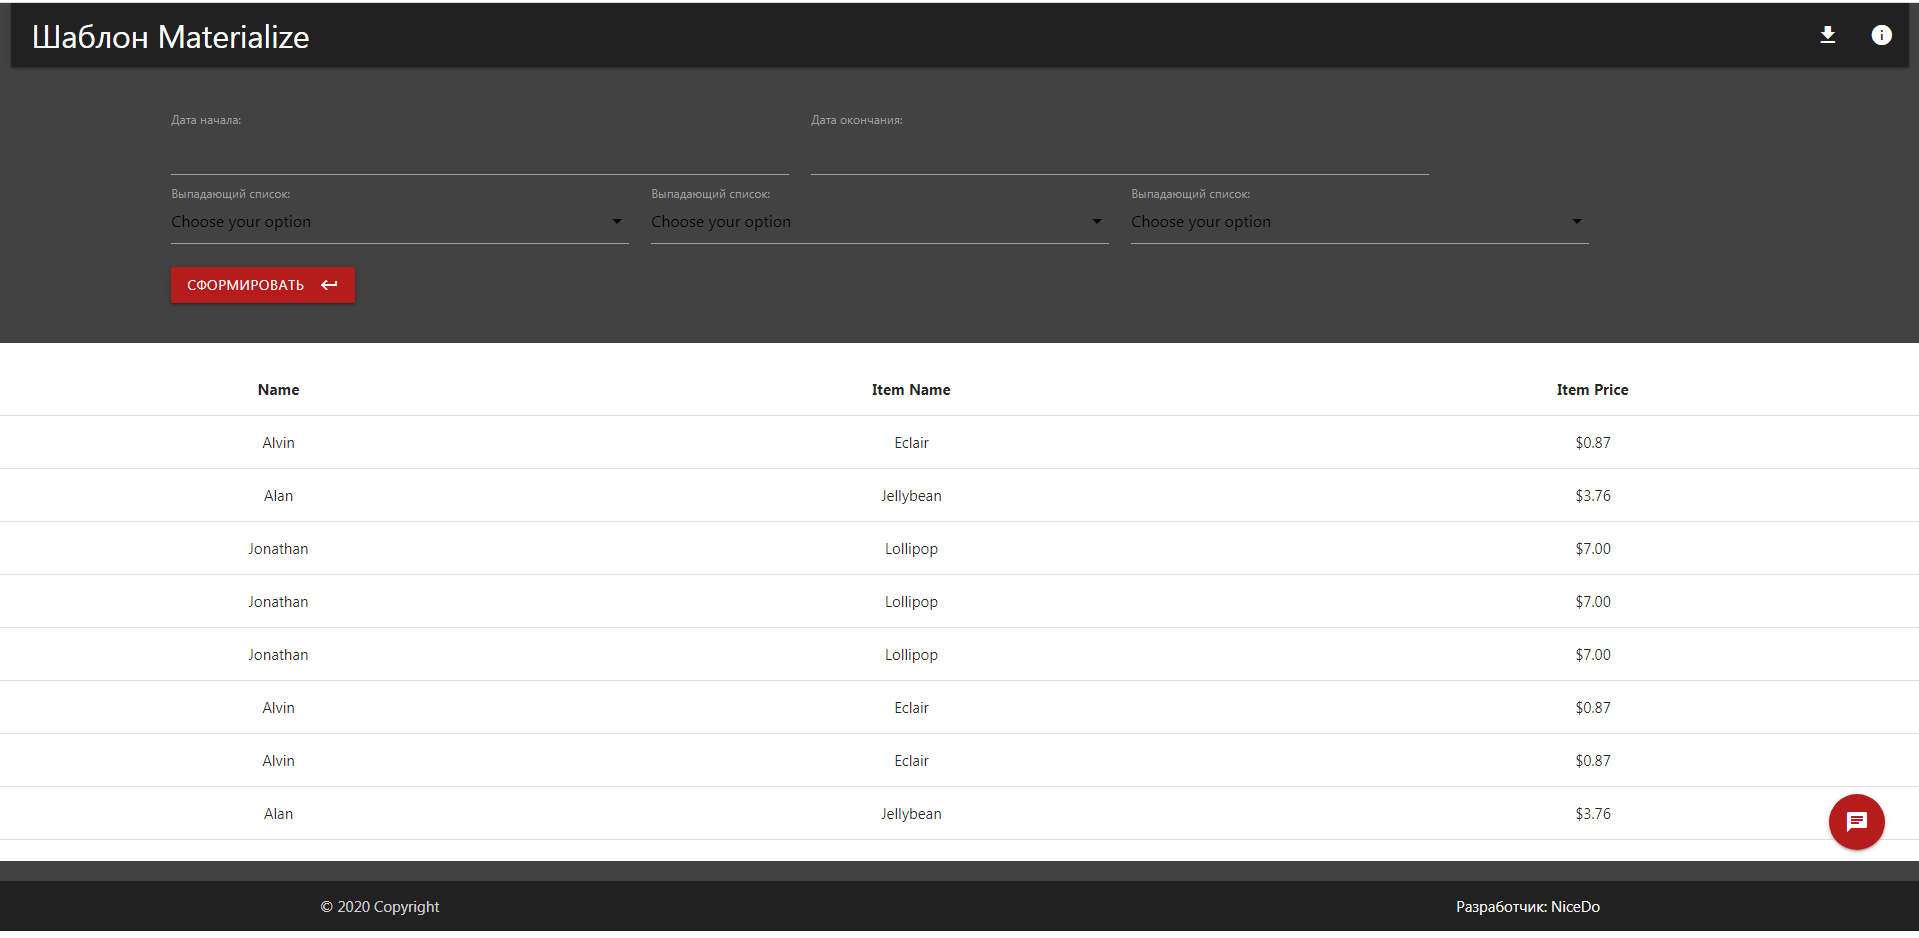 Шаблон Materialize
Дата начала: Дата окончания:
Выпадающий список: Выпадающий список: Выпадающий список:
Choose your option Choose your option Choose your option
СФОРМИРОВАТЬ
Name Item Name Item Price
Alvin Eclair $0.87
Alan Jellybean $3.76
Jonathan Lollipop $7.00
Jonathan Lollipop $7.00
Jonathan Lollipop $7.00
Alvin Eclair $0.87
Alvin Eclair $0.87
Alan Jellybean $3.76
© 2020 Copyright Разработчик: NiceDo